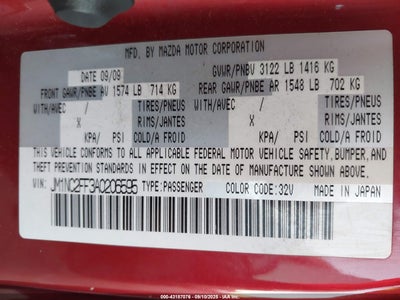 MFD. BY MAZDA MOTOR CORPORATION
DATE 09/09 GVWR/PNBV 3122 LB 1416 KG
FRONT GAWR/PNBE AV 1574 LB 714 KG REAR GAWR/PNBE AR 1548 LB 702 KG
WITH/AVEC / TIRES/PNEUS WITH/AVEC / TIRES/PNEUS
X RIMS/JANTES X RIMS/JANTES
KPA/ PSI COLD/A FROID KPA/ PSI COLD/A FROID
THIS VEHICLE CONFORMS TO ALL APPLICABLE FEDERAL MOTOR VEHICLE SAFETY, BUMPER, AND
THEFT PREVENTION STANDARDS IN EFFECT ON THE DATE OF MANUFACTURE SHOWN ABOVE.
VIN: JM1NC2FF3A0206595 TYPE:PASSENGER COLOR CODE:32V MADE IN JAPAN
000-43187076 - 09/10/2025 - IAA Inc.